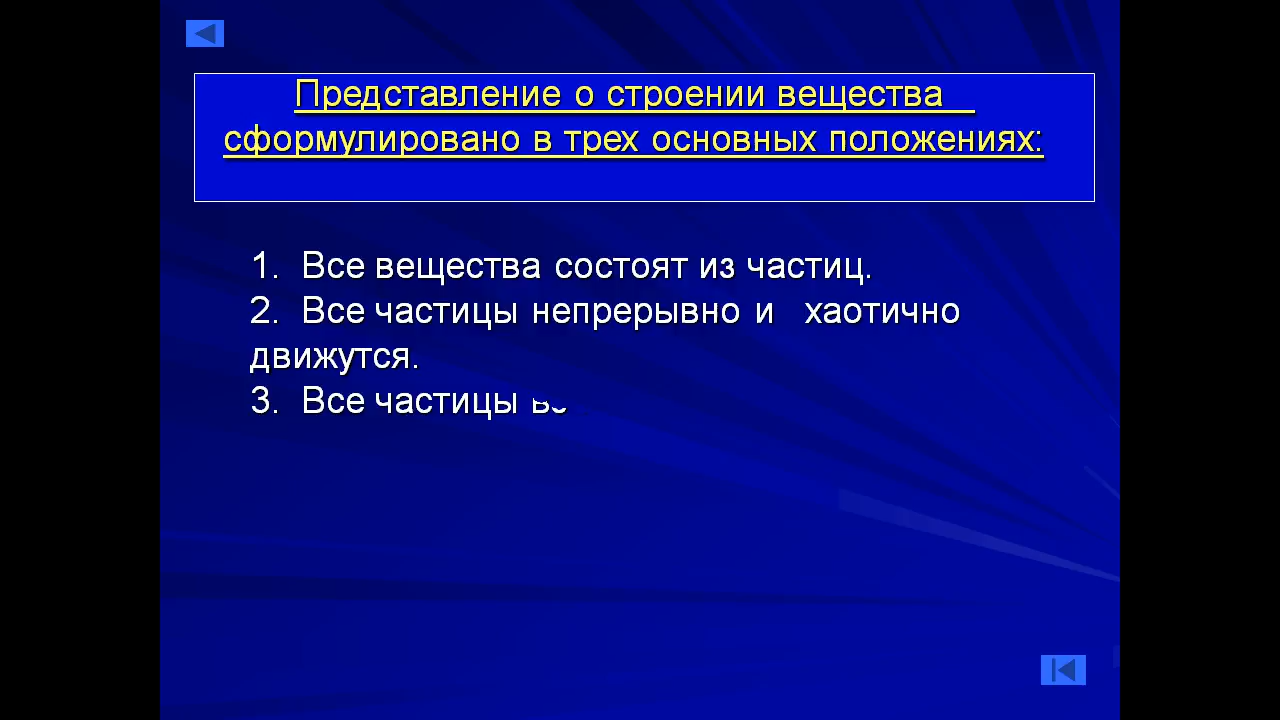 Представление о строении вещества
сформулировано в трех основных положениях:
1. Все вещества состоят из частиц.
2. Все частицы непрерывно и хаотично
движутся.
3. Все частицы